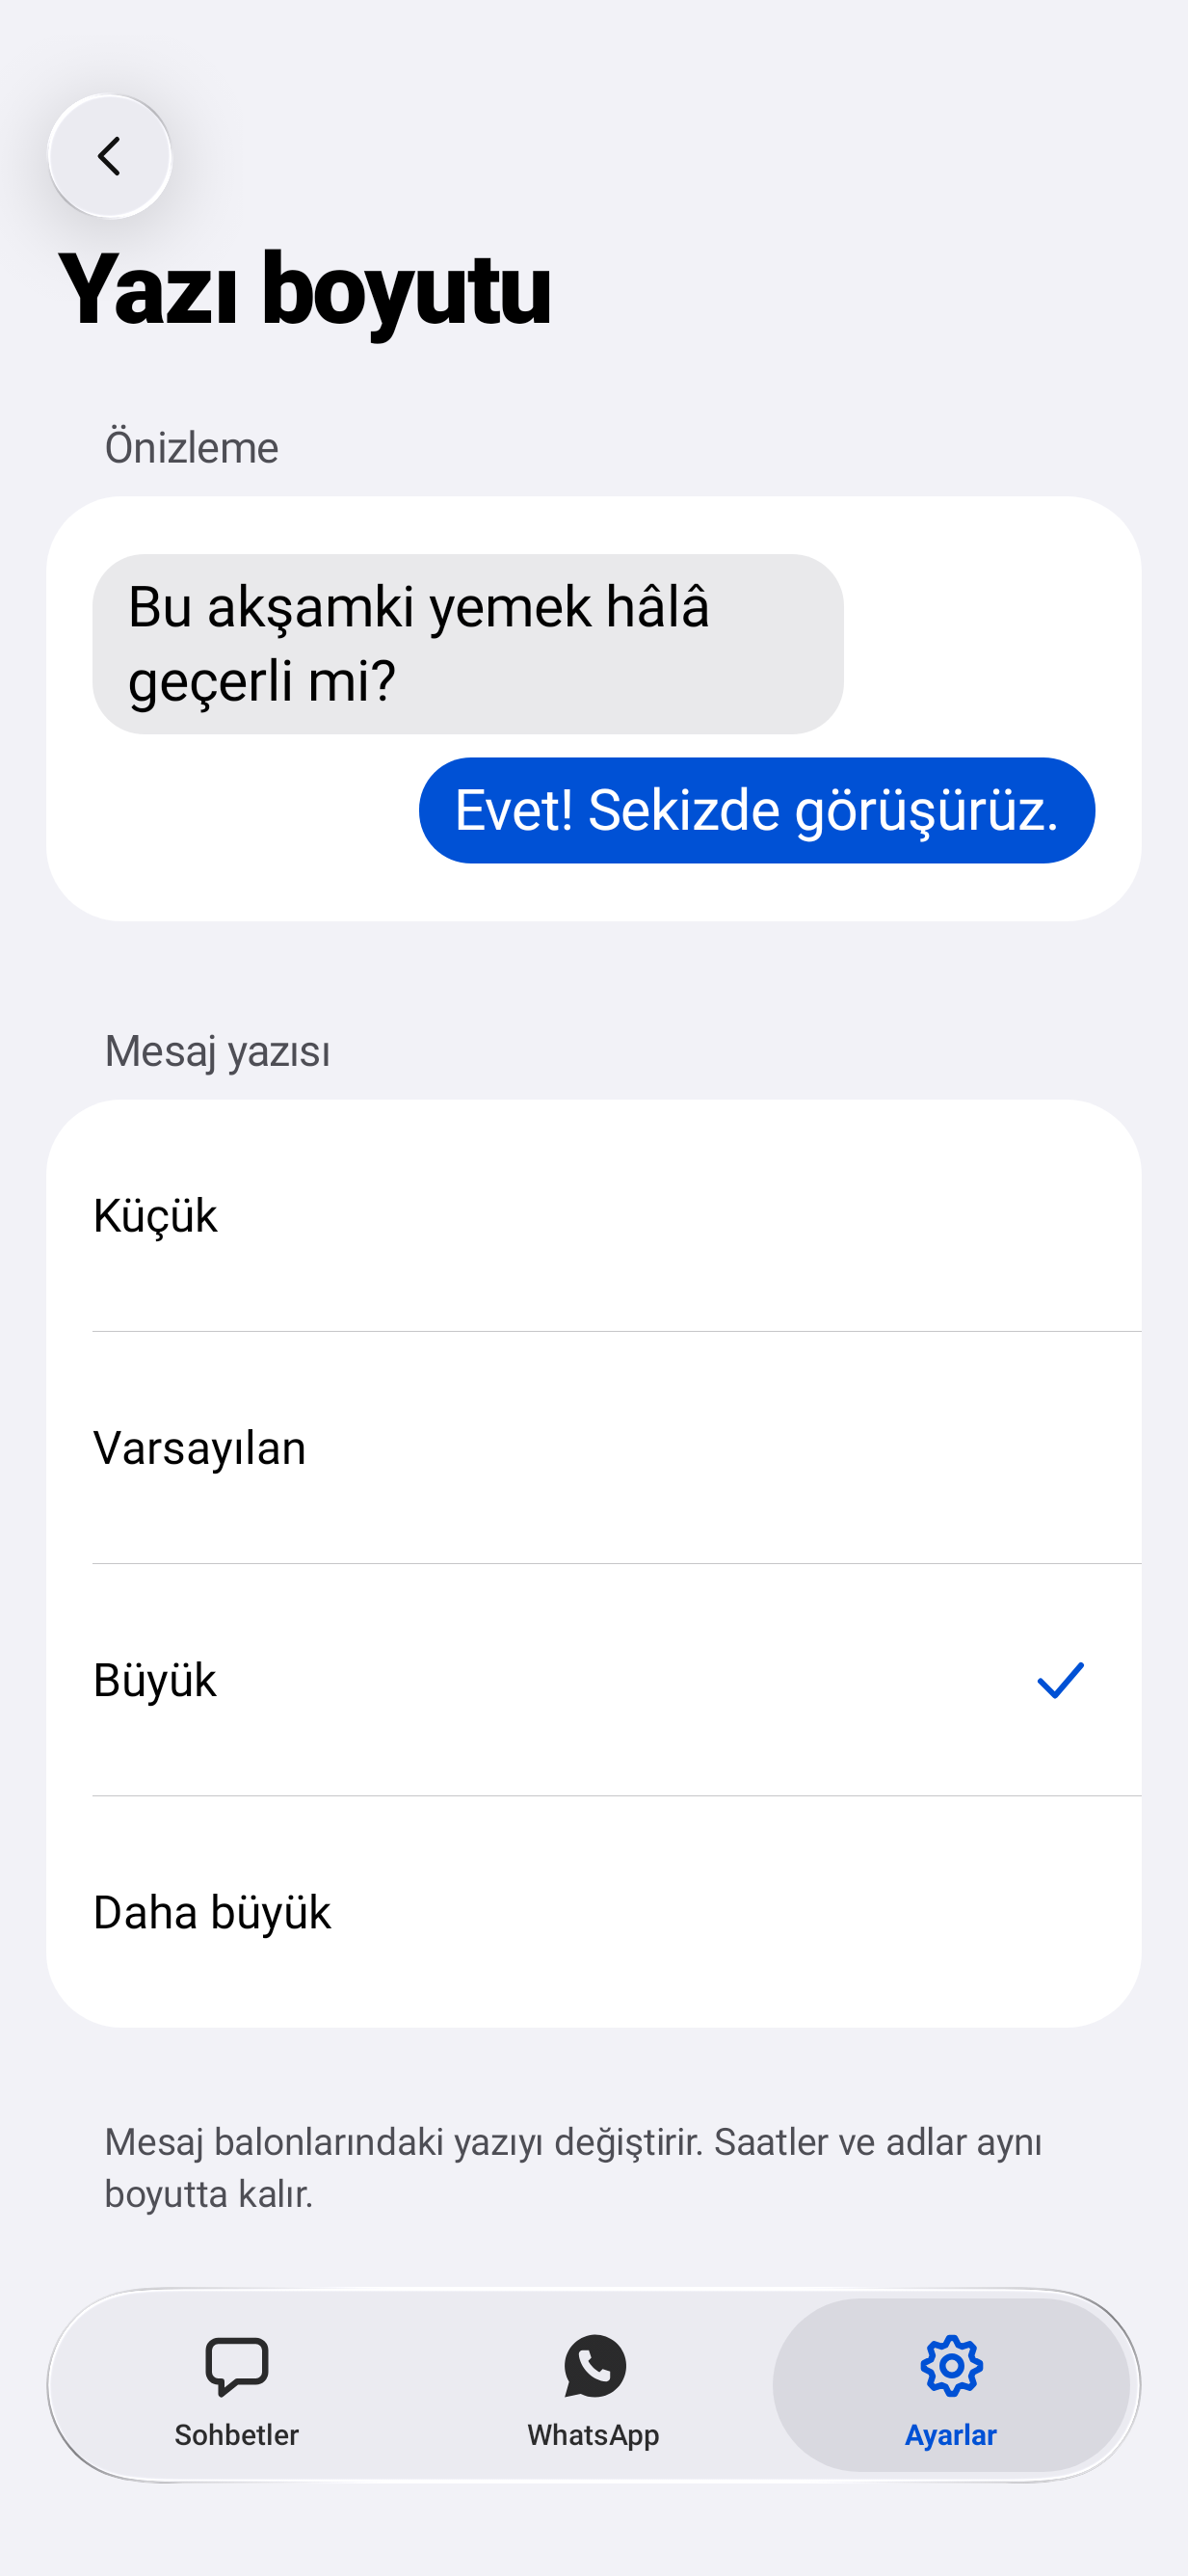 Yazı boyutu
Önizleme
Bu akşamki yemek hâlâ
geçerli mi?
Evet! Sekizde görüşürüz.
Mesaj yazısı
Küçük
Varsayılan
Büyük
Daha büyük
Mesaj balonlarındaki yazıyı değiştirir. Saatler ve adlar aynı
boyutta kalır.
Sohbetler
WhatsApp
Ayarlar